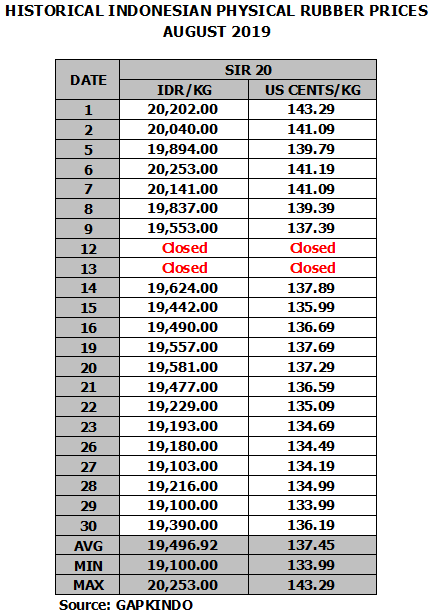 HISTORICAL INDONESIAN PHYSICAL RUBBER PRICES
AUGUST 2019
DATE SIR 20
IDR/KG US CENTS/KG
1 20,202.00 143.29
2 20,040.00 141.09
5 19,894.00 139.79
6 20,253.00 141.19
7 20,141.00 141.09
8 19,837.00 139.39
9 19,553.00 137.39
12 Closed Closed
13 Closed Closed
14 19,624.00 137.89
15 19,442.00 135.99
16 19,490.00 136.69
19 19,557.00 137.69
20 19,581.00 137.29
21 19,477.00 136.59
22 19,229.00 135.09
23 19,193.00 134.69
26 19,180.00 134.49
27 19,103.00 134.19
28 19,216.00 134.99
29 19,100.00 133.99
30 19,390.00 136.19
AVG 19,496.92 137.45
MIN 19,100.00 133.99
MAX 20,253.00 143.29
Source: GAPKINDO